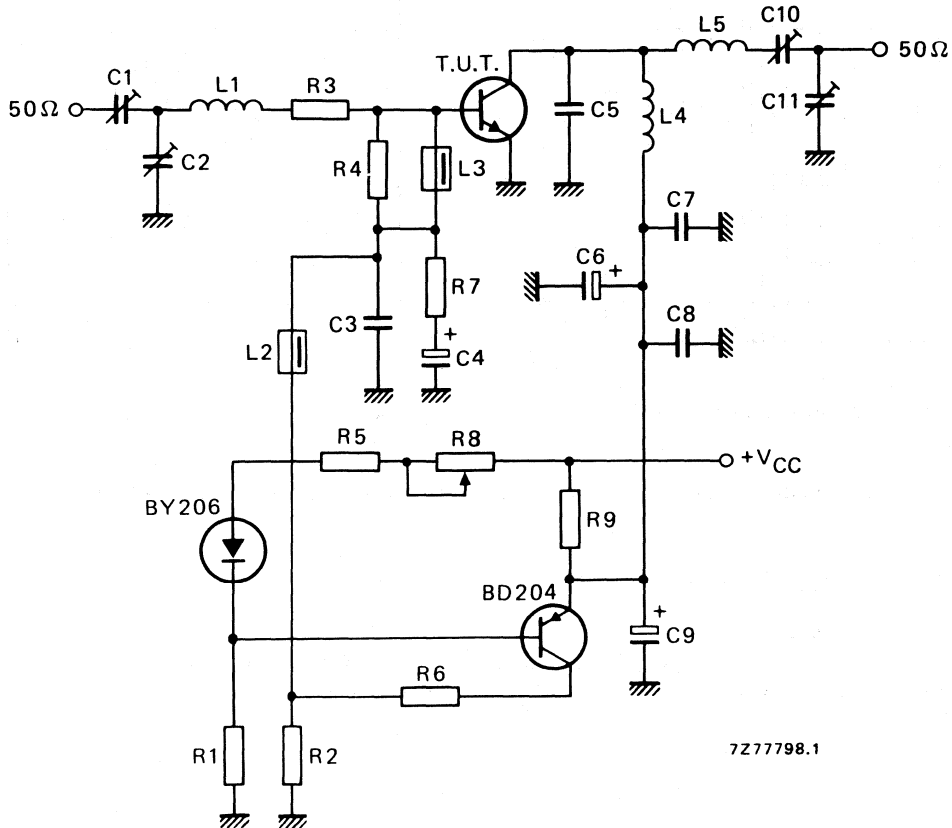 L5
C10
50Ω
T.U.T.
C1
L1
R3
50Ω
C5
L4
C11
C2
R4
L3
C7
C6
+
R7
C8
C3
+
L2
C4
R5
R8
+VCC
BY206
R9
BD204
+
C9
R6
R1
R2
7Z77798.1